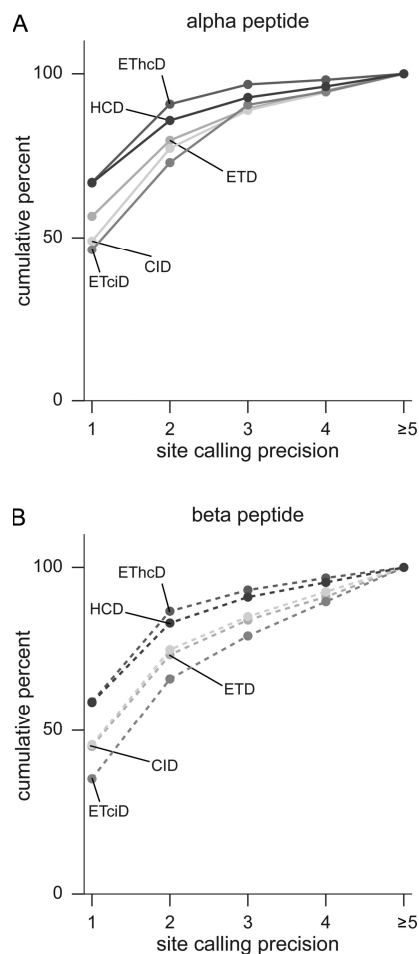 A
alpha peptide
100
EThcD
HCD
ETD
50
CID
ETciD
0
cumulative percent
1 2 3 4 ≥5
site calling precision
B
beta peptide
100
EThcD
HCD
ETD
50
CID
ETciD
0
cumulative percent
1 2 3 4 ≥5
site calling precision